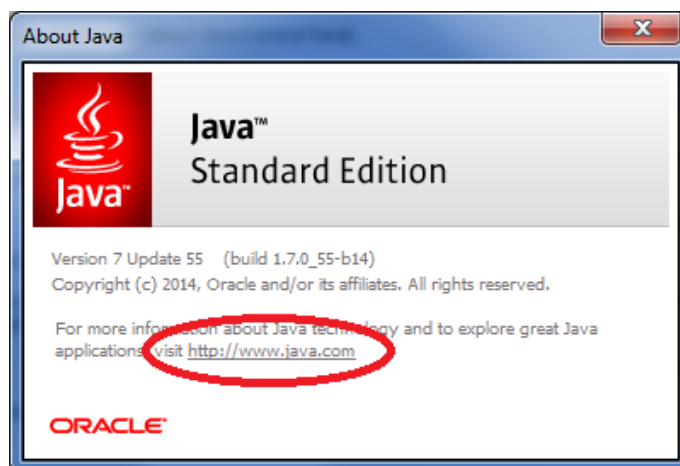 About Java
Java™
Java™
Standard Edition
Version 7 Update 55 (build 1.7.0_55-b14)
Copyright (c) 2014, Oracle and/or its affiliates. All rights reserved.
For more information about Java technology and to explore great Java
applications, visit http://www.java.com
ORACLE